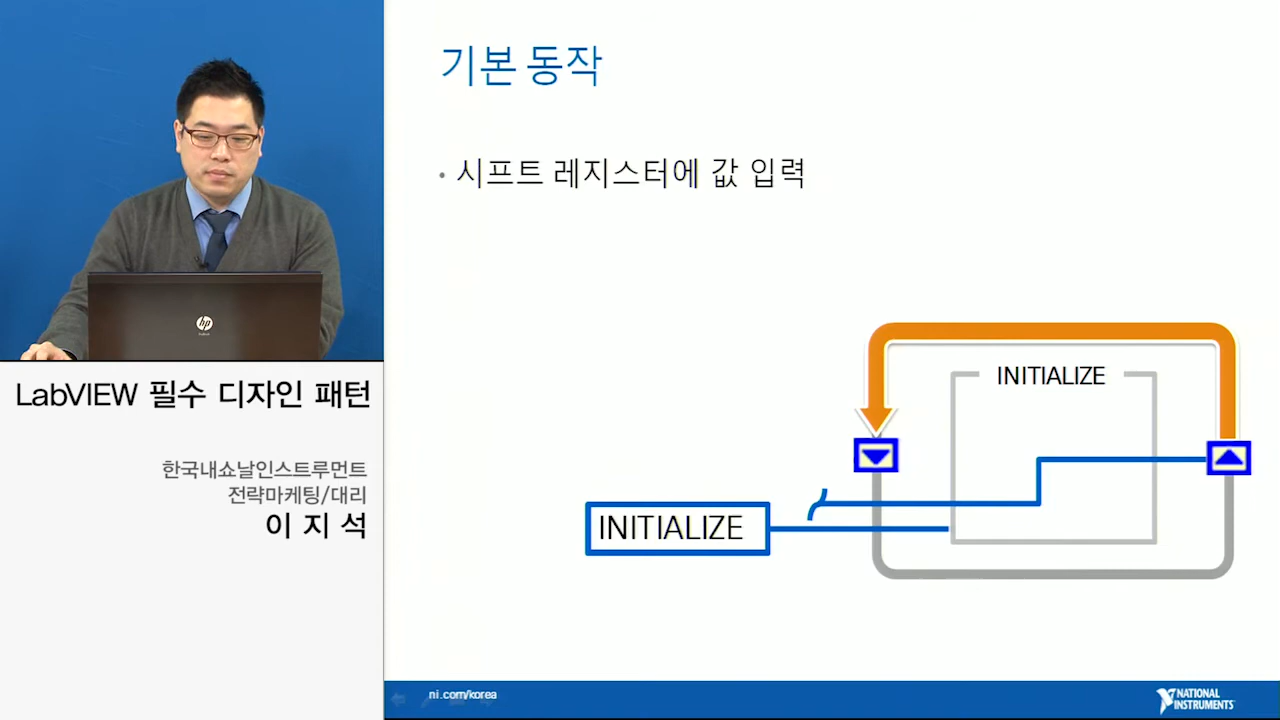 기본 동작
• 시프트 레지스터에 값 입력
INITIALIZE
INITIALIZE
hp
LabVIEW 필수 디자인 패턴
한국내쇼날인스트루먼트
전략마케팅/대리
이 지 석
ni.com/korea
NATIONAL
INSTRUMENTS